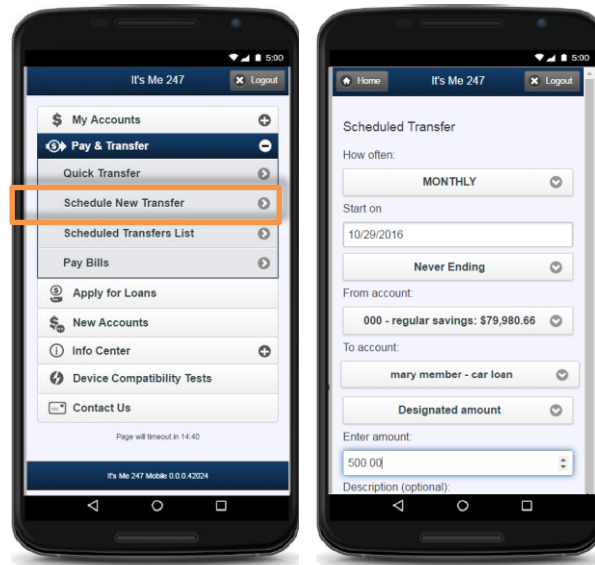 5:00
It's Me 247
Logout
My Accounts
Pay & Transfer
Quick Transfer
Schedule New Transfer
Scheduled Transfers List
Pay Bills
Apply for Loans
New Accounts
Info Center
Device Compatibility Tests
Contact Us
Page will timeout in 14:40
It's Me 247 Mobile 0.0.0.42024
5:00
Home
It's Me 247
Logout
Scheduled Transfer
How often:
MONTHLY
Start on
10/29/2016
Never Ending
From account:
000 - regular savings: $79,980.66
To account:
mary member - car loan
Designated amount
Enter amount:
500.00
Description (optional):